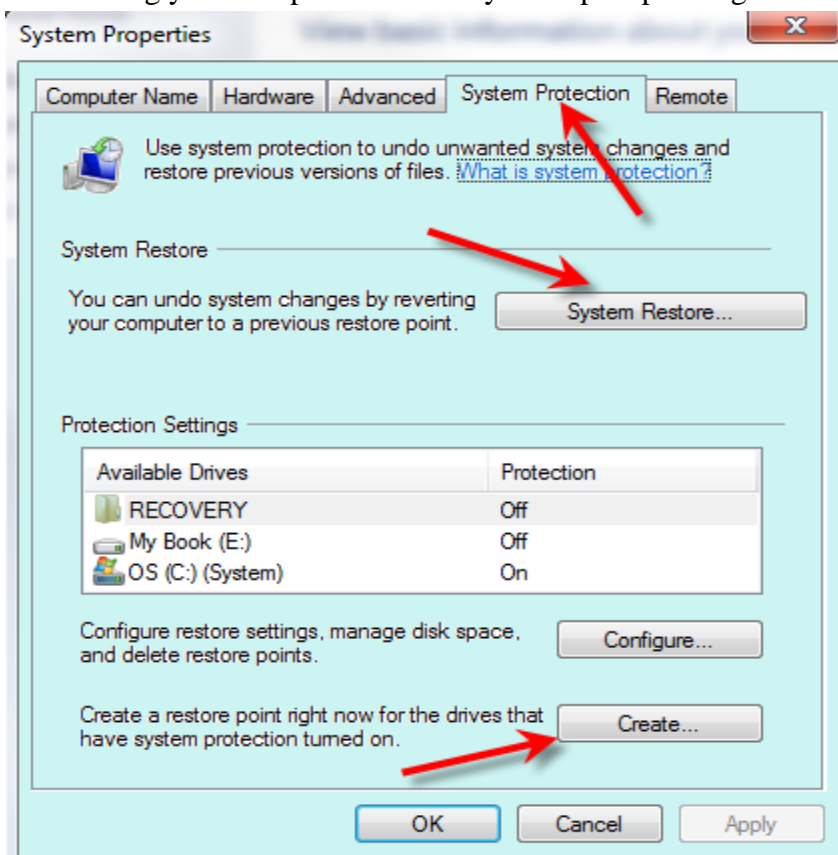 System Properties
Computer Name Hardware Advanced System Protection Remote
Use system protection to undo unwanted system changes and
restore previous versions of files. What is system protection?
System Restore
You can undo system changes by reverting
your computer to a previous restore point.
System Restore...
Protection Settings
Available Drives Protection
RECOVERY Off
My Book (E:) Off
OS (C:) (System) On
Configure restore settings, manage disk space,
and delete restore points.
Configure...
Create a restore point right now for the drives that
have system protection turned on.
Create...
OK Cancel Apply